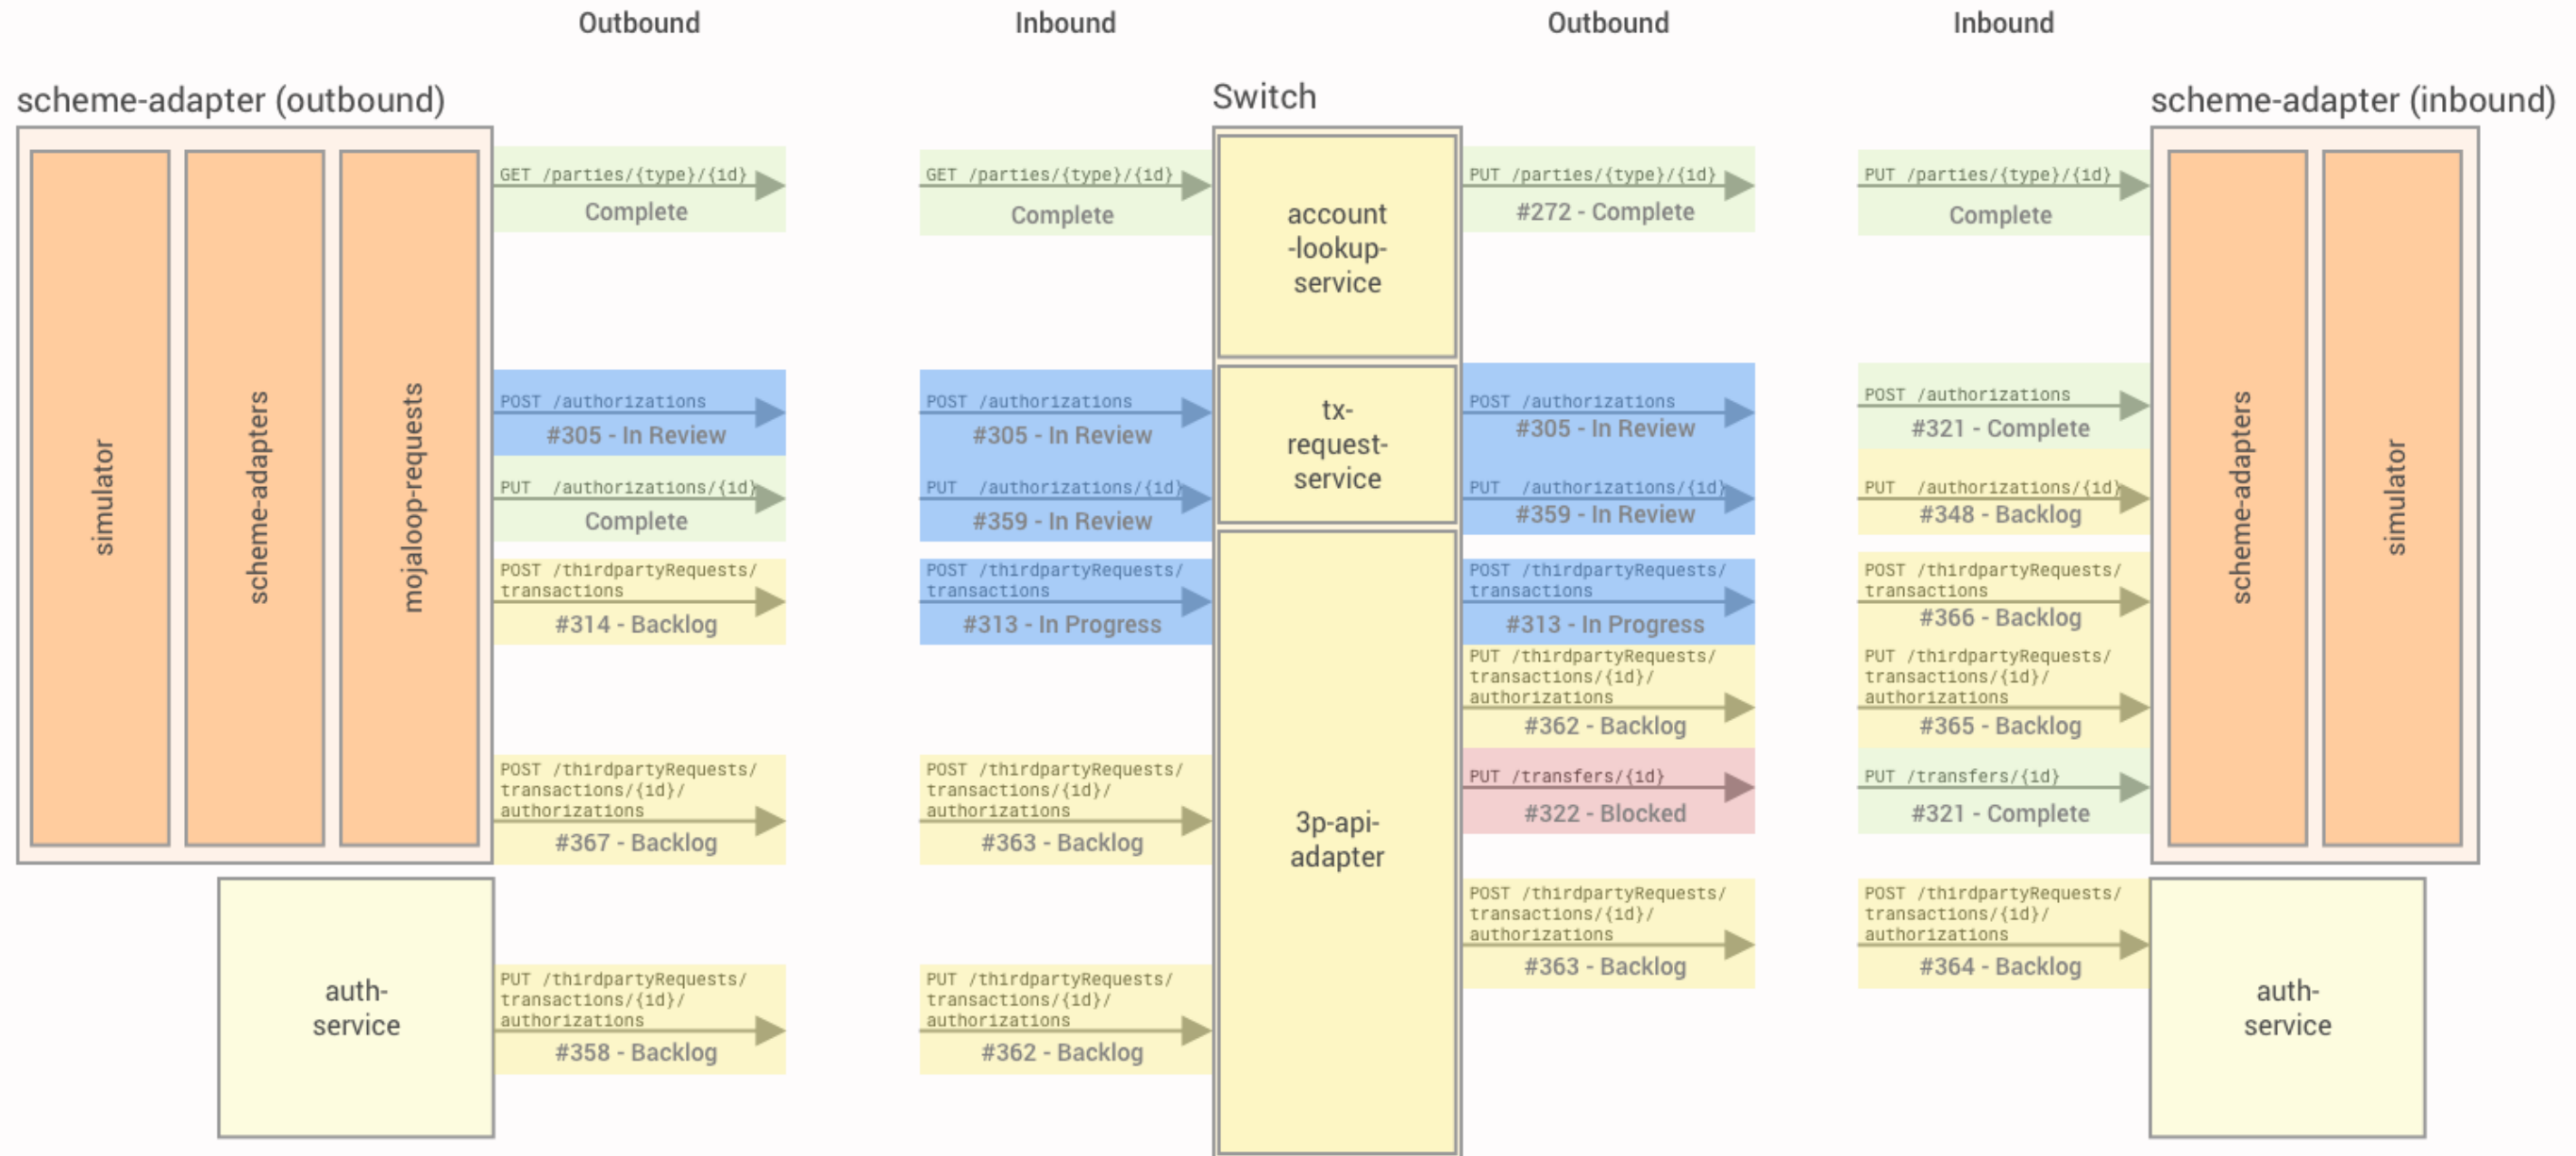 Outbound
Inbound
Outbound
Inbound
scheme-adapter (outbound)
Switch
scheme-adapter (inbound)
simulator
scheme-adapters
mojaloop-requests
GET /parties/{type}/{id}
Complete
POST /authorizations
#305 - In Review
PUT /authorizations/{id}
Complete
POST /thirdpartyRequests/
transactions
#314 - Backlog
POST /thirdpartyRequests/
transactions/{id}/
authorizations
#367 - Backlog
auth-
service
PUT /thirdpartyRequests/
transactions/{id}/
authorizations
#358 - Backlog
GET /parties/{type}/{id}
Complete
POST /authorizations
#305 - In Review
PUT /authorizations/{id}
#359 - In Review
POST /thirdpartyRequests/
transactions
#313 - In Progress
POST /thirdpartyRequests/
transactions/{id}/
authorizations
#363 - Backlog
PUT /thirdpartyRequests/
transactions/{id}/
authorizations
#362 - Backlog
account
-lookup-
service
tx-
request-
service
3p-api-
adapter
PUT /parties/{type}/{id}
#272 - Complete
POST /authorizations
#305 - In Review
PUT /authorizations/{id}
#359 - In Review
POST /thirdpartyRequests/
transactions
#313 - In Progress
PUT /thirdpartyRequests/
transactions/{id}/
authorizations
#362 - Backlog
PUT /transfers/{id}
#322 - Blocked
POST /thirdpartyRequests/
transactions/{id}/
authorizations
#363 - Backlog
PUT /parties/{type}/{id}
Complete
POST /authorizations
#321 - Complete
PUT /authorizations/{id}
#348 - Backlog
POST /thirdpartyRequests/
transactions
#366 - Backlog
PUT /thirdpartyRequests/
transactions/{id}/
authorizations
#365 - Backlog
PUT /transfers/{id}
#321 - Complete
POST /thirdpartyRequests/
transactions/{id}/
authorizations
#364 - Backlog
scheme-adapters
simulator
auth-
service